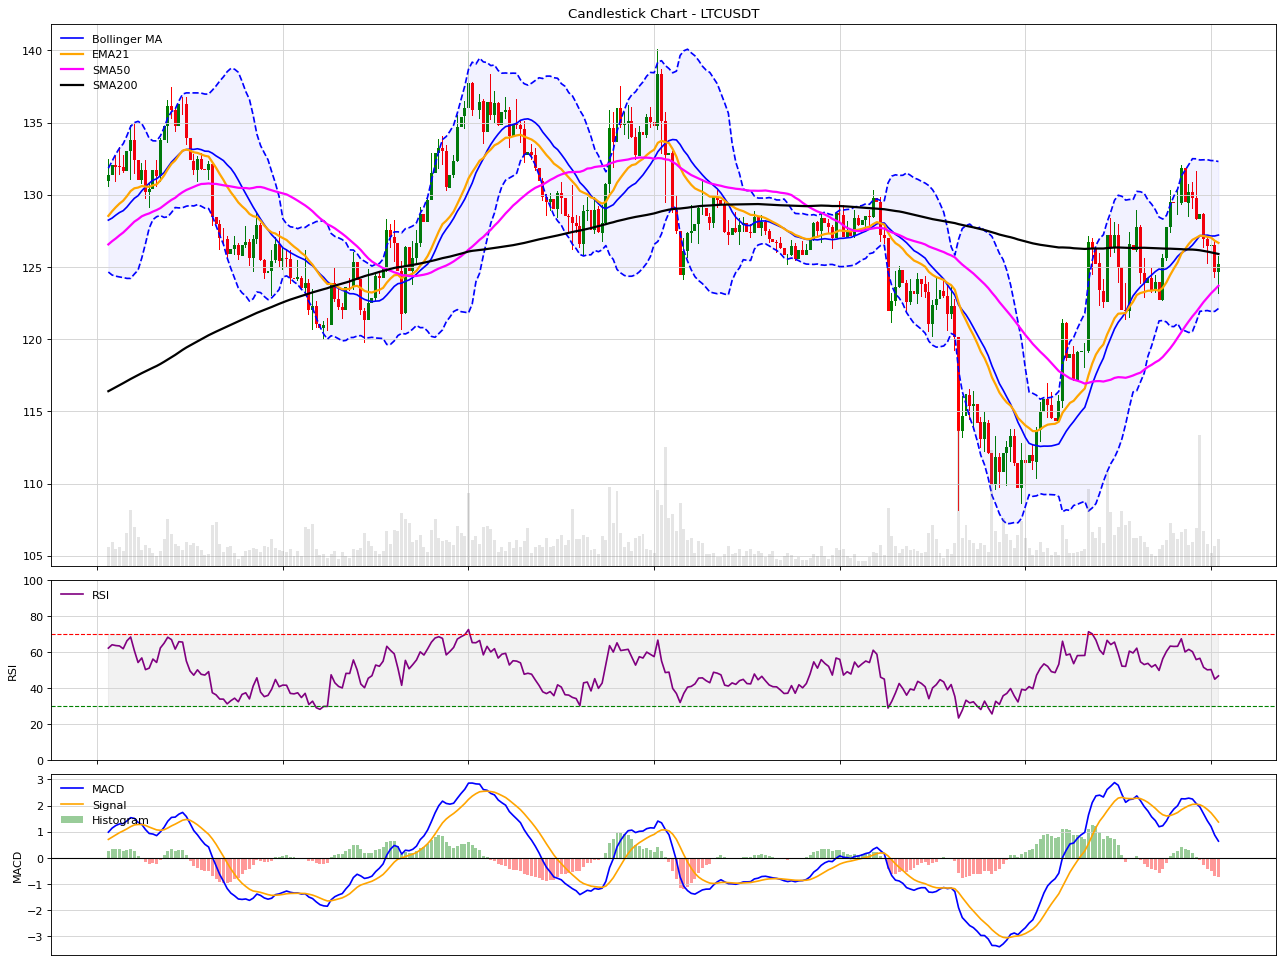 Candlestick Chart - LTCUSDT
Bollinger MA
EMA21
SMA50
SMA200
140
135
130
125
120
115
110
105
RSI
100
80
60
40
20
0
RSI
MACD
Signal
Histogram
3
2
1
0
−1
−2
−3
MACD